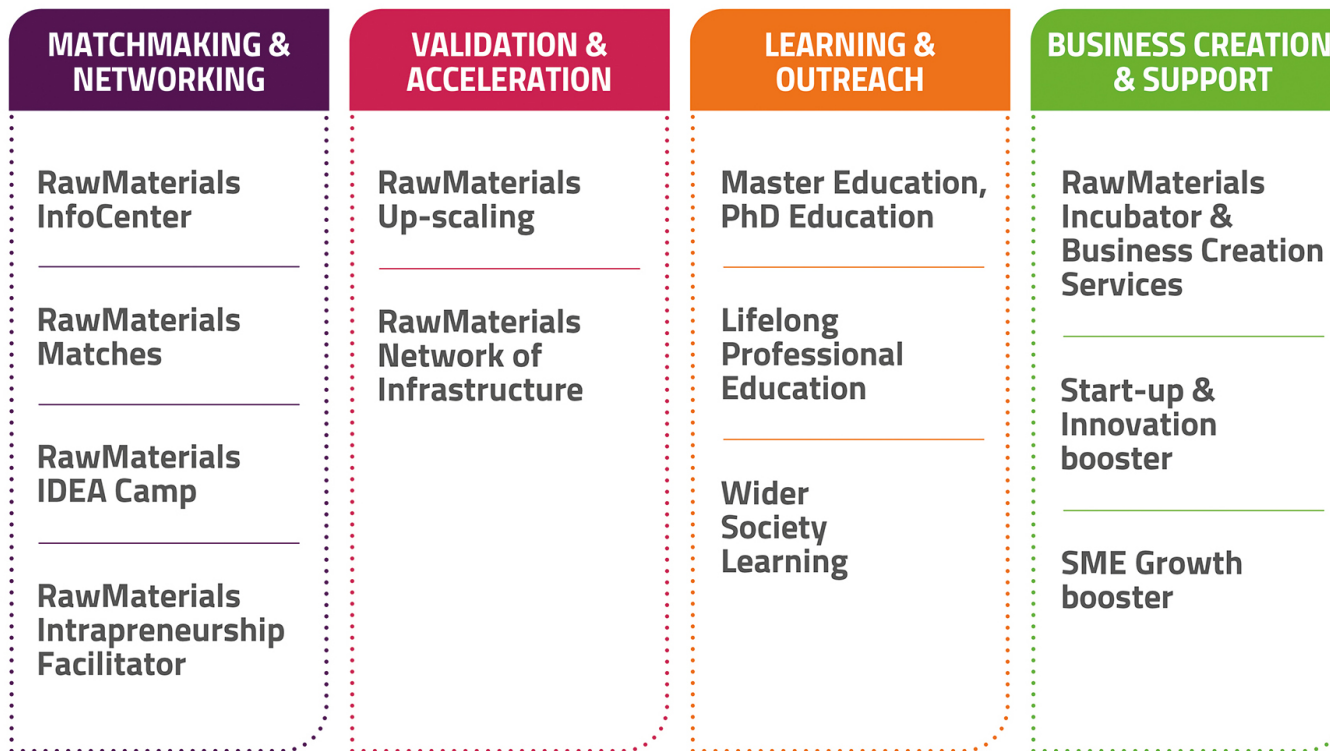 MATCHMAKING &
NETWORKING
RawMaterials
InfoCenter
RawMaterials
Matches
RawMaterials
IDEA Camp
RawMaterials
Intrapreneurship
Facilitator
VALIDATION &
ACCELERATION
RawMaterials
Up-scaling
RawMaterials
Network of
Infrastructure
LEARNING &
OUTREACH
Master Education,
PhD Education
Lifelong
Professional
Education
Wider
Society
Learning
BUSINESS CREATION
& SUPPORT
RawMaterials
Incubator &
Business Creation
Services
Start-up &
Innovation
booster
SME Growth
booster